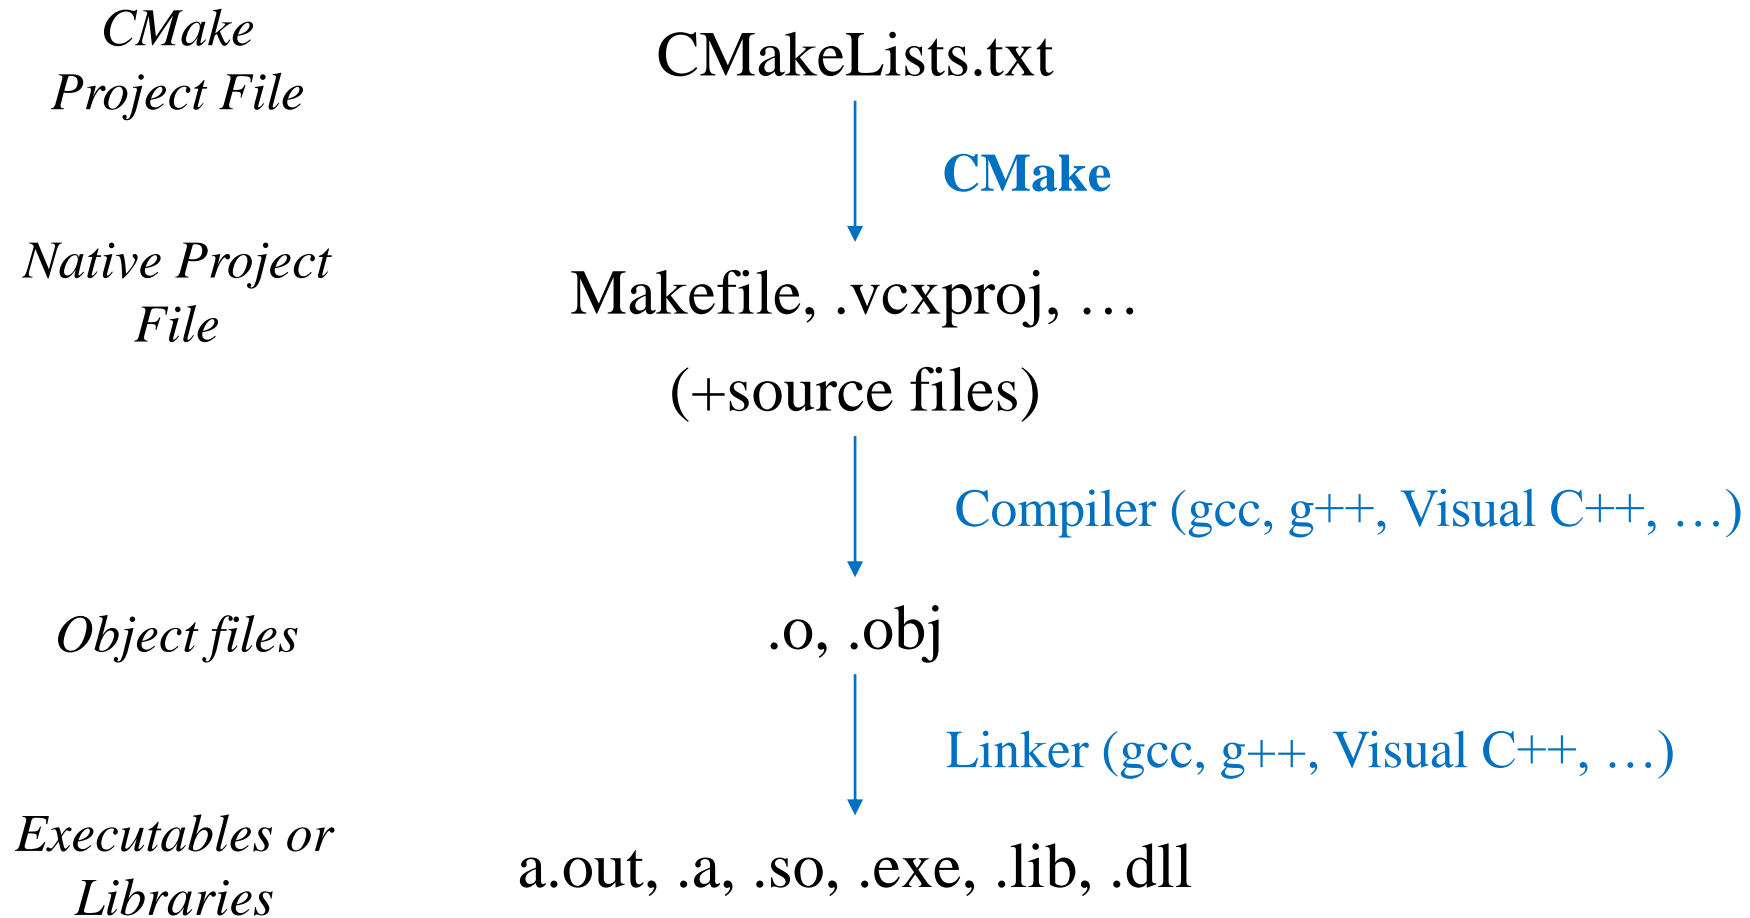 CMake
Project File
CMakeLists.txt
CMake
Native Project
File
Makefile, .vcxproj, …
(+source files)
Compiler (gcc, g++, Visual C++, …)
Object files
.o, .obj
Linker (gcc, g++, Visual C++, …)
Executables or
Libraries
a.out, .a, .so, .exe, .lib, .dll